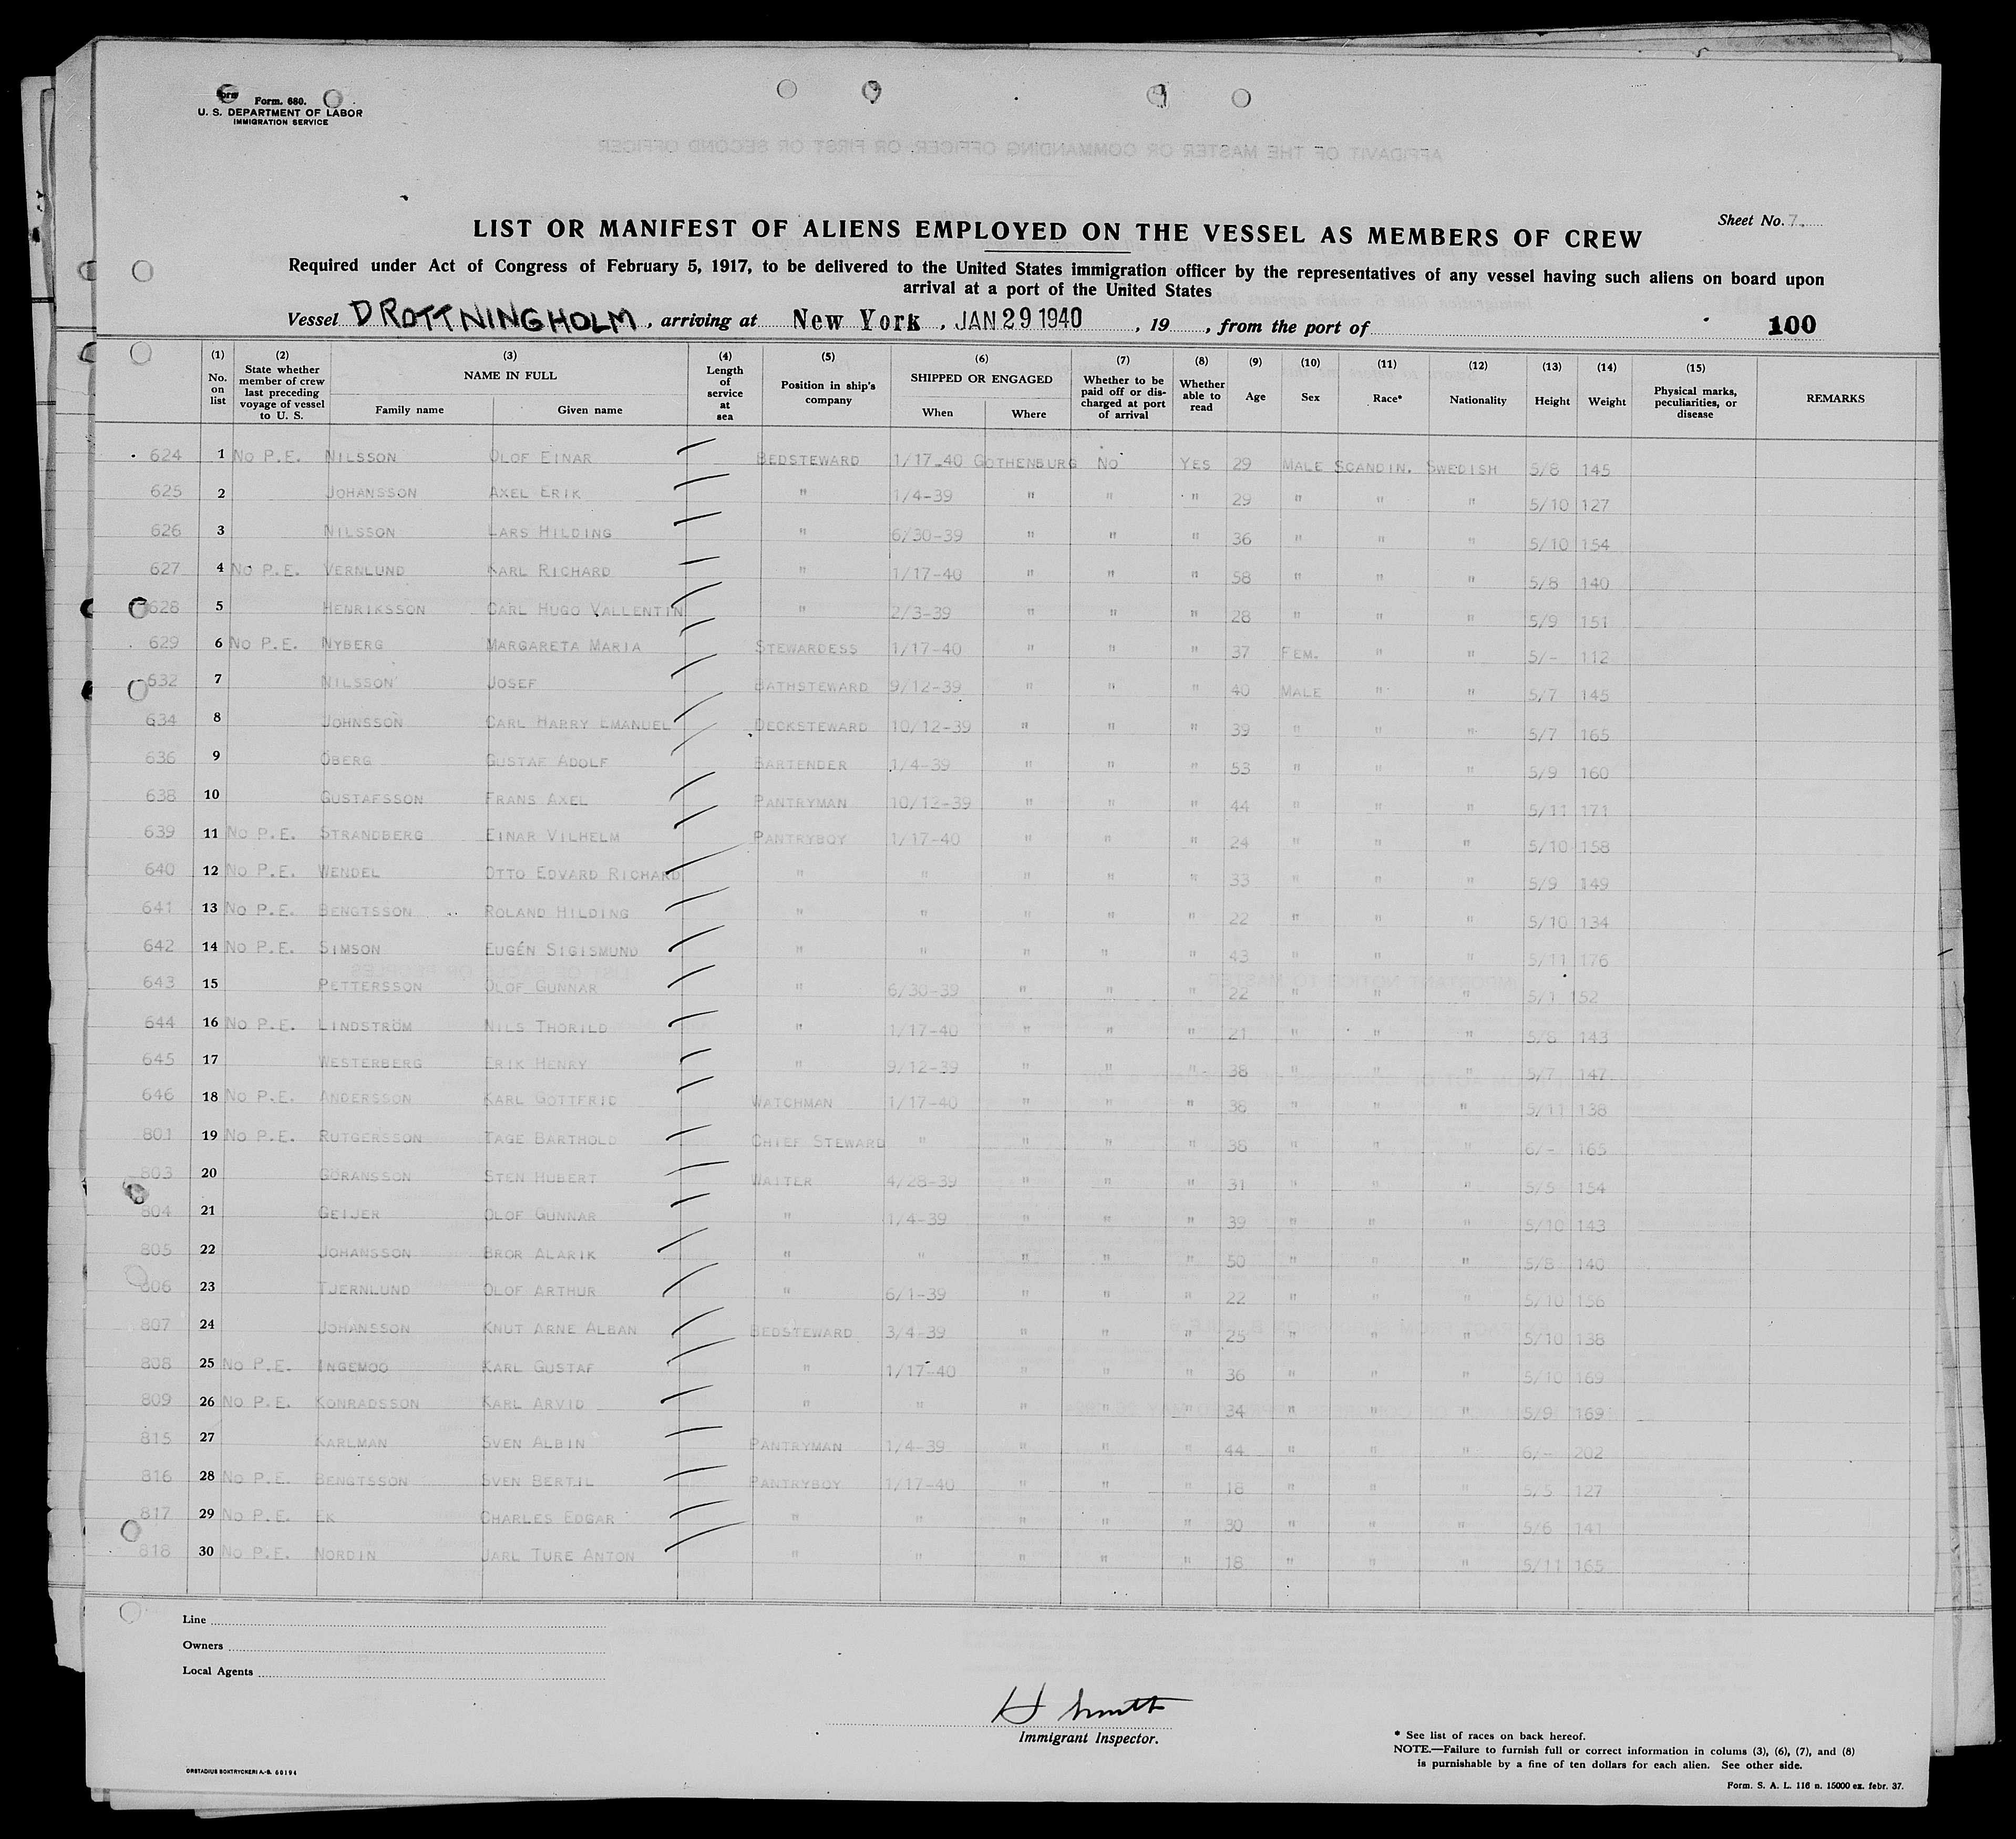 Form. 680.
U. S. DEPARTMENT OF LABOR
IMMIGRATION SERVICE
Sheet No. 7.
LIST OR MANIFEST OF ALIENS EMPLOYED ON THE VESSEL AS MEMBERS OF CREW
Required under Act of Congress of February 5, 1917, to be delivered to the United States immigration officer by the representatives of any vessel having such aliens on board upon
arrival at a port of the United States
Vessel DROTTNINGHOLM, arriving at New York, JAN 29 1940, 19, from the port of 100
(1) No. on list (2) State whether member of crew last preceding voyage of vessel to U. S. (3) NAME IN FULL Family name Given name (4) Length of service at sea (5) Position in ship's company (6) SHIPPED OR ENGAGED When Where (7) Whether to be paid off or dis-charged at port of arrival (8) Whether able to read (9) Age (10) Sex (11) Race* (12) Nationality (13) Height (14) Weight (15) Physical marks, peculiarities, or disease REMARKS
624 1 No P.E. NILSSON OLOF EINAR BEDSTEWARD 1/17-40 GOTHENBURG NO YES 29 MALE SCANDIN. SWEDISH 5/8 145
625 2 JOHANSSON AXEL ERIK " 1/4-39 " " " 29 " " " 5/10 127
626 3 NILSSON LARS HILDING " 6/30-39 " " " 36 " " " 5/10 154
627 4 No P.E. VERNLUND KARL RICHARD " 1/17-40 " " " 58 " " " 5/8 140
628 5 HENRIKSSON CARL HUGO VALLENTIN " 2/3-39 " " " 28 " " " 5/9 151
629 6 No P.E. NYBERG MARGARETA MARIA STEWARDESS 1/17-40 " " " 37 FEM. " " 5/- 112
632 7 NILSSON JOSEF BATHSTEWARD 9/12-39 " " " 40 MALE " " 5/7 145
634 8 JOHNSSON CARL HARRY EMANUEL DECKSTEWARD 10/12-39 " " " 39 " " " 5/7 165
636 9 ÖBERG GUSTAF ADOLF BARTENDER 1/4-39 " " " 53 " " " 5/9 160
638 10 GUSTAFSSON FRANS AXEL PANTRYMAN 10/12-39 " " " 44 " " " 5/11 171
639 11 No P.E. STRANDBERG EINAR VILHELM PANTRYBOY 1/17-40 " " " 24 " " " 5/10 158
640 12 No P.E. WENDEL OTTO EDVARD RICHARD " " " " " 33 " " " 5/9 149
641 13 No P.E. BENGTSSON ROLAND HILDING " " " " " 22 " " " 5/10 134
642 14 No P.E. SIMSON EUGÉN SIGISMUND " " " " " 43 " " " 5/11 176
643 15 PETTERSSON OLOF GUNNAR " 6/30-39 " " " 22 " " " 5/1 152
644 16 No P.E. LINDSTRÖM NILS THORILD " 1/17-40 " " " 21 " " " 5/8 143
645 17 WESTERBERG ERIK HENRY " 9/12-39 " " " 38 " " " 5/7 147
646 18 No P.E. ANDERSSON KARL GOTTFRID WATCHMAN 1/17-40 " " " 38 " " " 5/11 138
801 19 No P.E. RUTGERSSON TAGE BARTHOLD CHIEF STEWARD " " " " 38 " " " 6/- 165
803 20 GÖRANSSON STEN HUBERT WAITER 4/28-39 " " " 31 " " " 5/5 154
804 21 GEIJER OLOF GUNNAR " 1/4-39 " " " 39 " " " 5/10 143
805 22 JOHANSSON BROR ALARIK " " " " " 50 " " " 5/8 140
806 23 TJERNLUND OLOF ARTHUR " 6/1-39 " " " 22 " " " 5/10 156
807 24 JOHANSSON KNUT ARNE ALBAN BEDSTEWARD 3/4-39 " " " 25 " " " 5/10 138
808 25 No P.E. INGEMOO KARL GUSTAF " 1/17-40 " " " 36 " " " 5/10 169
809 26 No P.E. KONRADSSON KARL ARVID " " " " " 34 " " " 5/9 169
815 27 KARLMAN SVEN ALBIN PANTRYMAN 1/4-39 " " " 44 " " " 6/- 202
816 28 No P.E. BENGTSSON SVEN BERTIL PANTRYBOY 1/17-40 " " " 18 " " " 5/5 127
817 29 No P.E. EK CHARLES EDGAR " " " " " 30 " " " 5/6 141
818 30 No P.E. NORDIN JARL TURE ANTON " " " " " 18 " " " 5/11 165
Line
Owners
Local Agents
H Smith
Immigrant Inspector.
* See list of races on back hereof.
NOTE.—Failure to furnish full or correct information in colums (3), (6), (7), and (8)
is purnishable by a fine of ten dollars for each alien. See other side.
ORSTADIUS BOKTRYCKERI A.-B. 60194
Form. S. A. L. 116 n. 15000 ex. febr. 37.